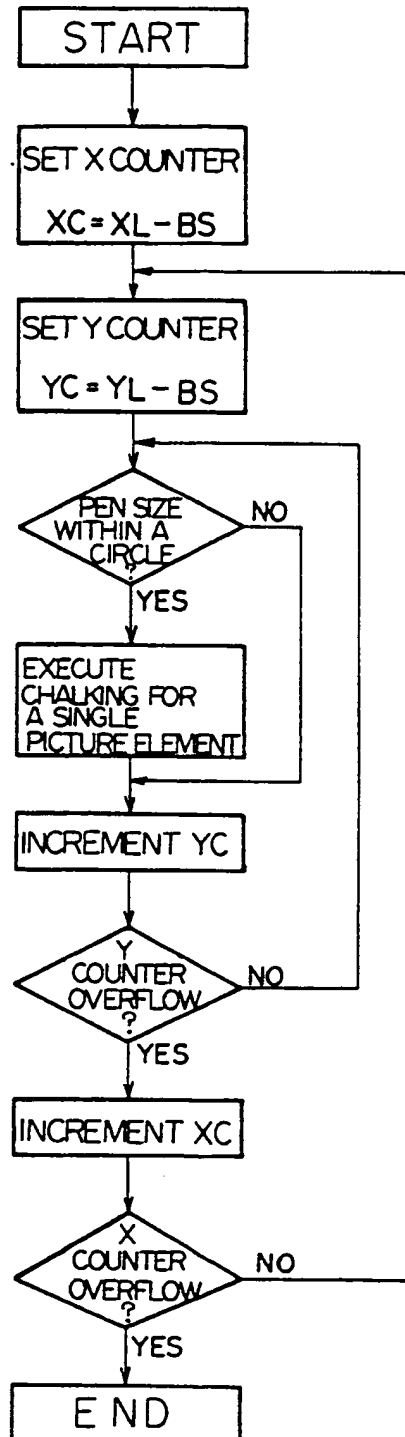 START
SET X COUNTER
XC=XL-BS
SET Y COUNTER
YC=YL-BS
PEN SIZE
WITHIN A
CIRCLE
?
NO
YES
EXECUTE
CHALKING FOR
A SINGLE
PICTURE ELEMENT
INCREMENT YC
Y
COUNTER
OVERFLOW
?
NO
YES
INCREMENT XC
X
COUNTER
OVERFLOW
?
NO
YES
END